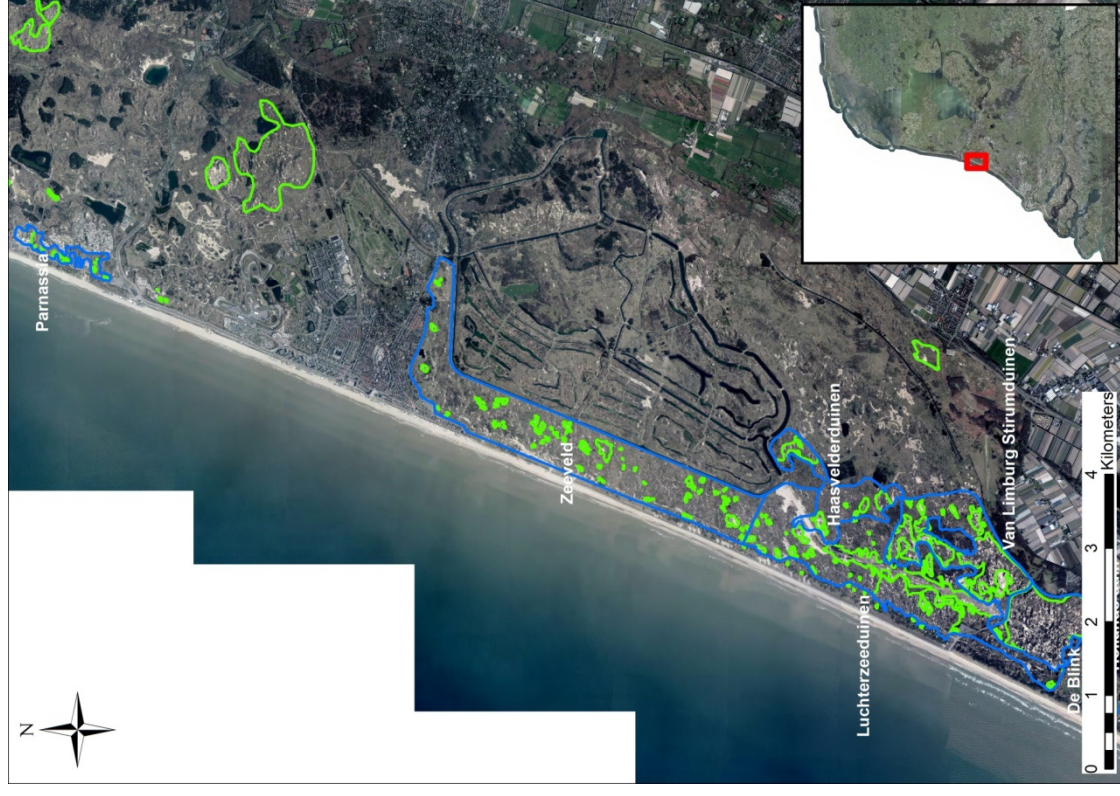 N
Parnassia
Zeeveld
Haasvelderduinen
Luchterzeeduinen
Van Limburg Stirumduinen
De Blink
0 1 2 3 4
Kilometers